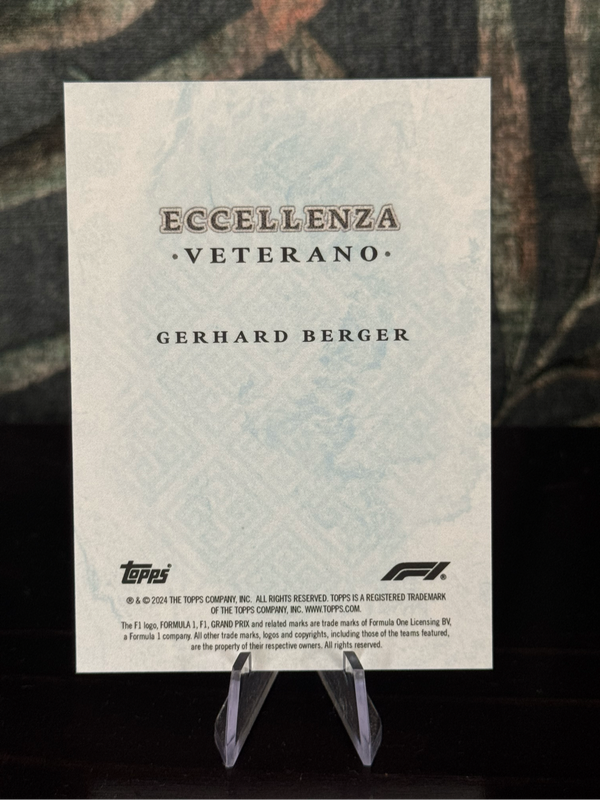 ECCELLENZA
·VETERANO·
GERHARD BERGER
topps®
F1®
® & © 2024 THE TOPPS COMPANY, INC. ALL RIGHTS RESERVED. TOPPS IS A REGISTERED TRADEMARK
OF THE TOPPS COMPANY, INC. WWW.TOPPS.COM.
The F1 logo, FORMULA 1, F1, GRAND PRIX and related marks are trade marks of Formula One Licensing BV,
a Formula 1 company. All other trade marks, logos and copyrights, including those of the teams featured,
are the property of their respective owners. All rights reserved.